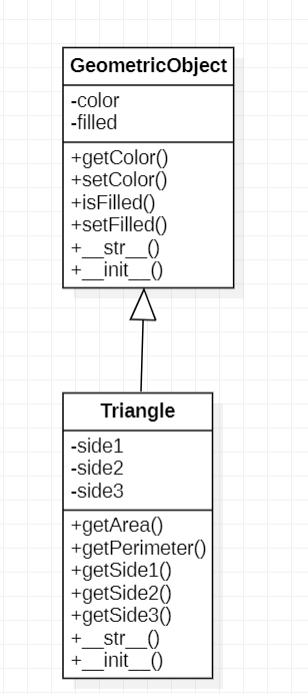 GeometricObject
-color
-filled
+getColor()
+setColor()
+isFilled()
+setFilled()
+__str__()
+__init__()
Triangle
-side1
-side2
-side3
+getArea()
+getPerimeter()
+getSide1()
+getSide2()
+getSide3()
+__str__()
+__init__()